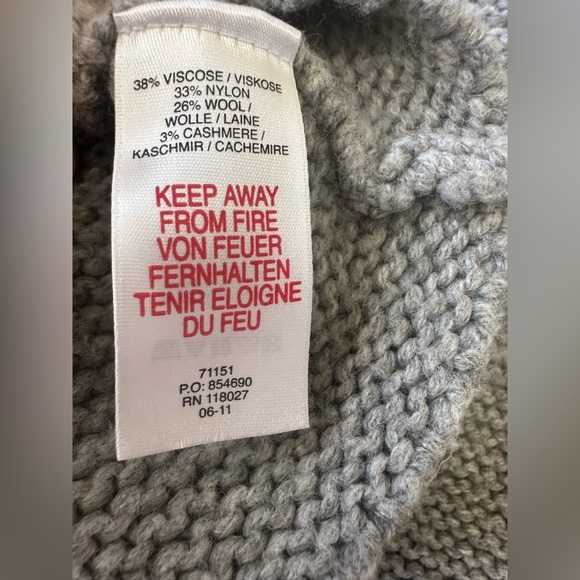 38% VISCOSE / VISKOSE
33% NYLON
26% WOOL /
WOLLE / LAINE
3% CASHMERE /
KASCHMIR / CACHEMIRE
KEEP AWAY
FROM FIRE
VON FEUER
FERNHALTEN
TENIR ELOIGNE
DU FEU
71151
P.O: 854690
RN 118027
06-11